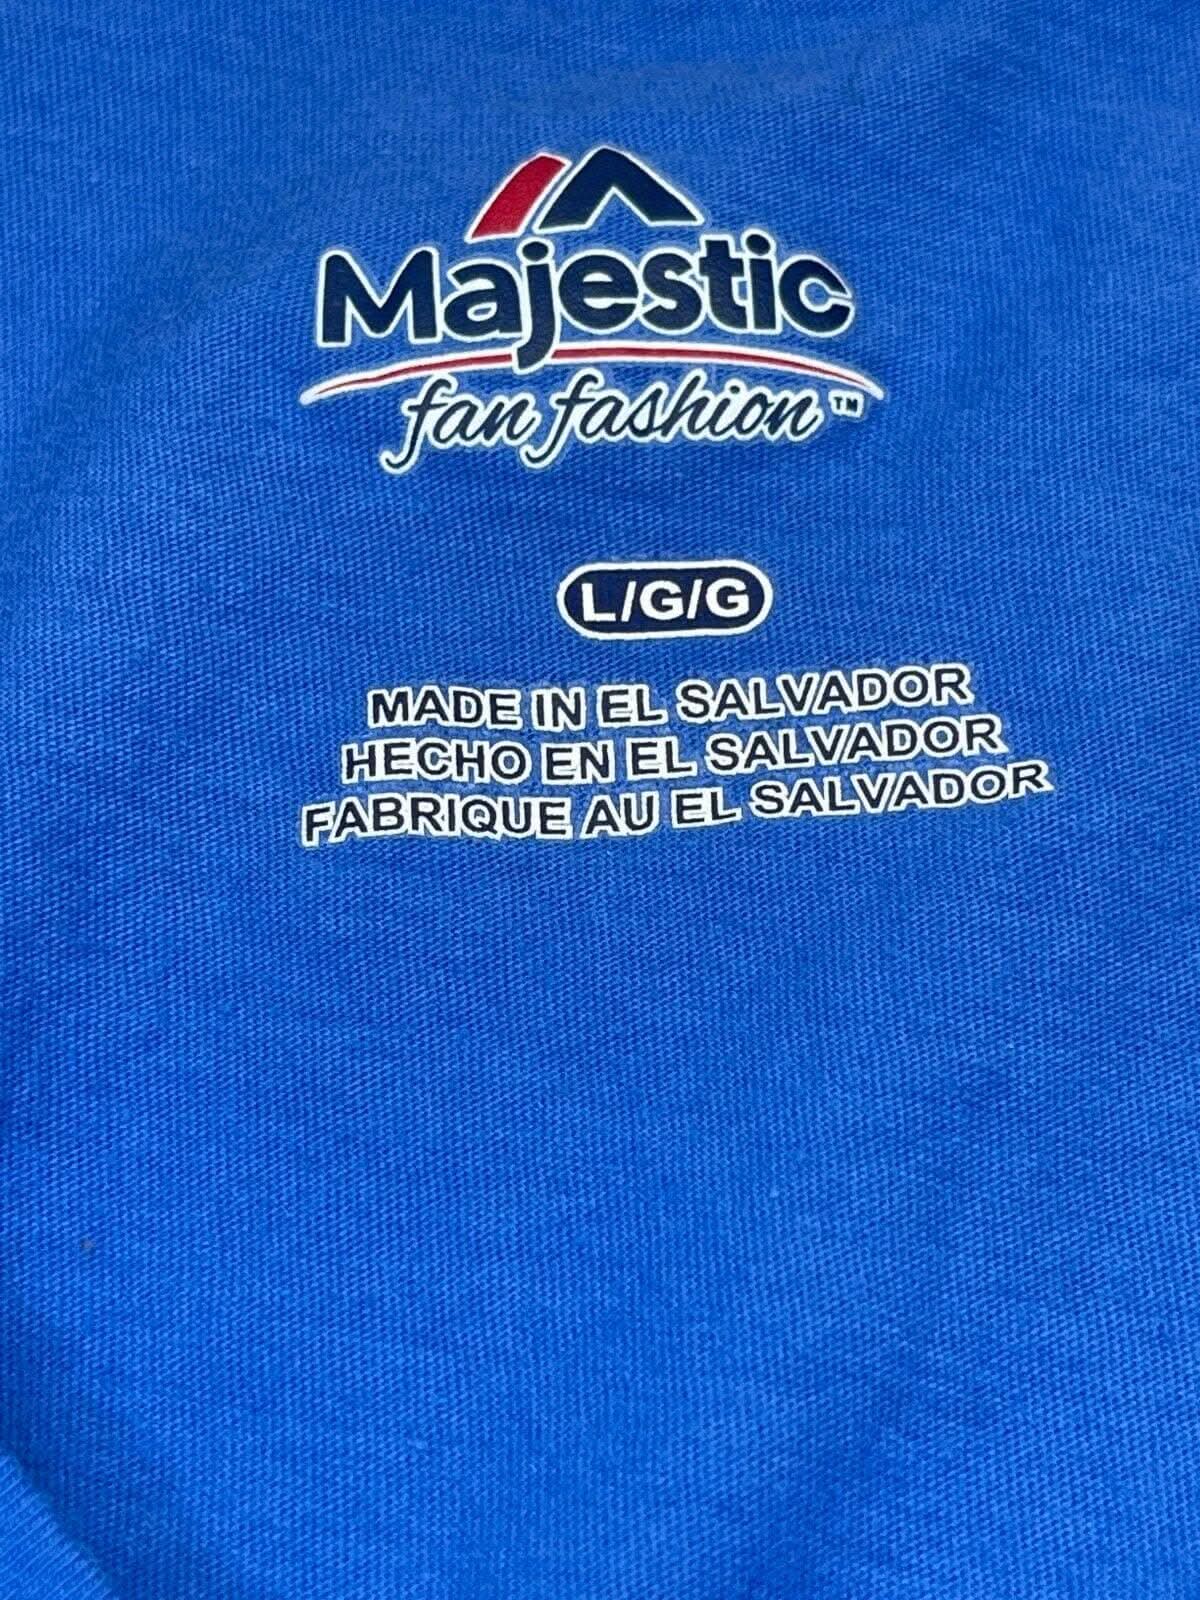 Majestic
fan fashion™
L/G/G
MADE IN EL SALVADOR
HECHO EN EL SALVADOR
FABRIQUE AU EL SALVADOR